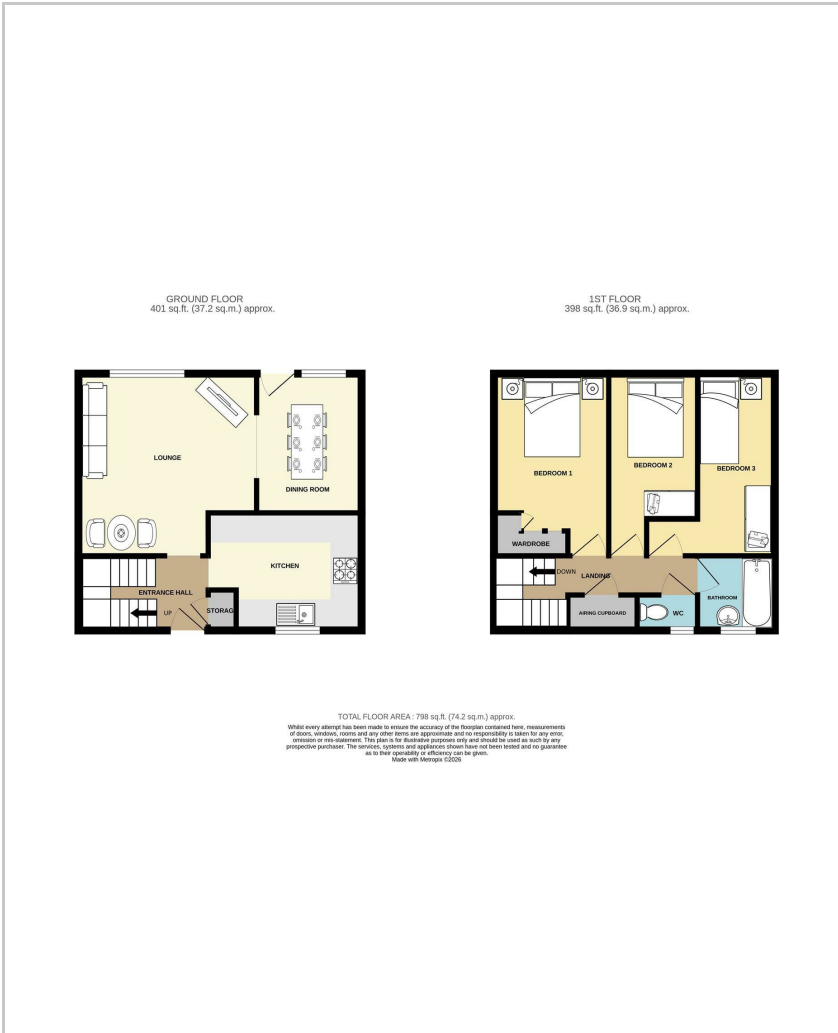 GROUND FLOOR
401 sq.ft. (37.2 sq.m.) approx.
LOUNGE
DINING ROOM
KITCHEN
ENTRANCE HALL
UP
STORAG
1ST FLOOR
398 sq.ft. (36.9 sq.m.) approx.
BEDROOM 1
BEDROOM 2
BEDROOM 3
WARDROBE
DOWN
LANDING
BATHROOM
AIRING CUPBOARD
WC
TOTAL FLOOR AREA : 798 sq.ft. (74.2 sq.m.) approx.
Whilst every attempt has been made to ensure the accuracy of the floorplan contained here, measurements
of doors, windows, rooms and any other items are approximate and no responsibility is taken for any error,
omission or mis-statement. This plan is for illustrative purposes only and should be used as such by any
prospective purchaser. The services, systems and appliances shown have not been tested and no guarantee
as to their operability or efficiency can be given.
Made with Metropix ©2026